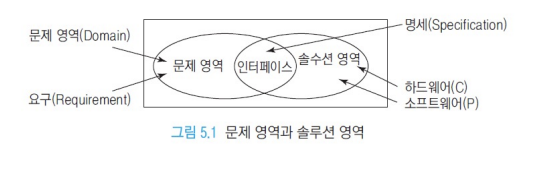 명세(Specification)
문제 영역(Domain)
문제 영역
인터페이스
솔수션 영역
요구(Requirement)
하드웨어(C)
소프트웨어(P)
그림 5.1 문제 영역과 솔루션 영역